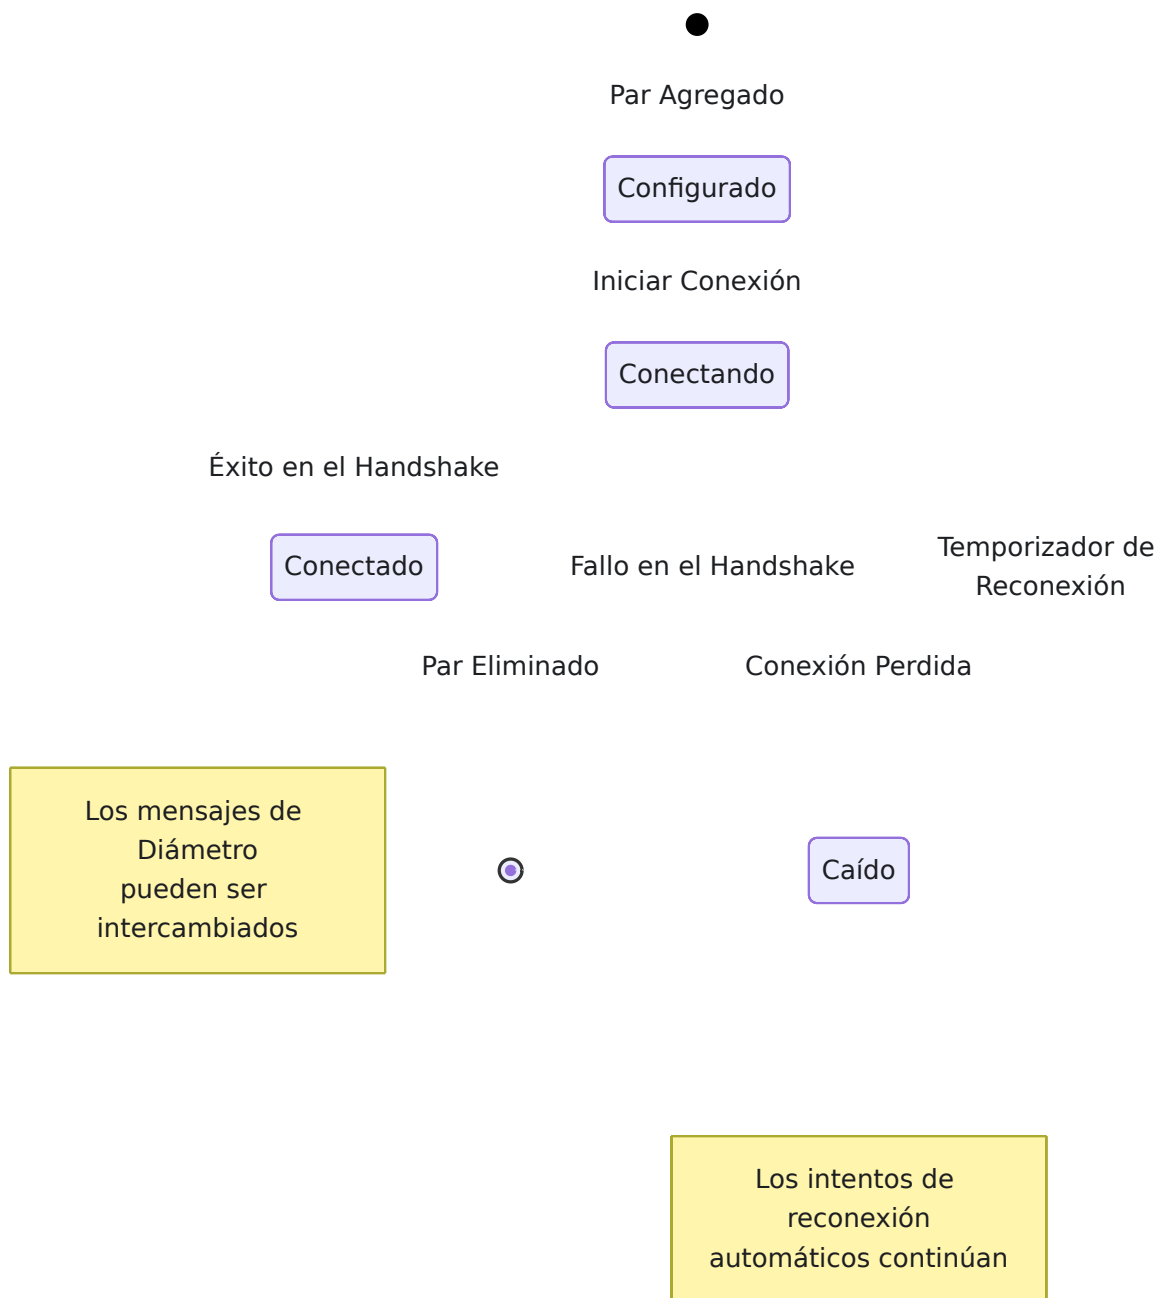 Par Agregado
Configurado
Iniciar Conexión
Conectando
Éxito en el Handshake
Conectado
Fallo en el Handshake
Temporizador de
Reconexión
Par Eliminado
Conexión Perdida
Los mensajes de
Diámetro
pueden ser
intercambiados
Caído
Los intentos de
reconexión
automáticos continúan